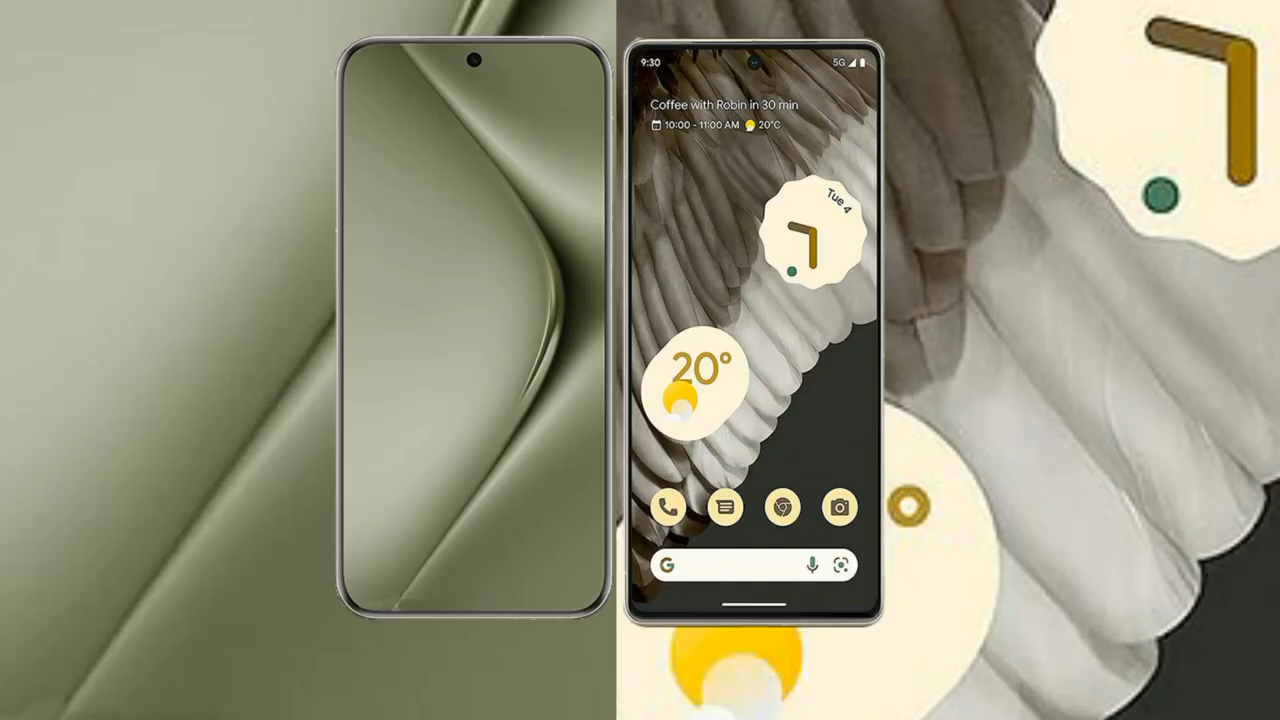 9:30
5G
Coffee with Robin in 30 min
10:00 - 11:00 AM
20°C
Tue 4
20°
G